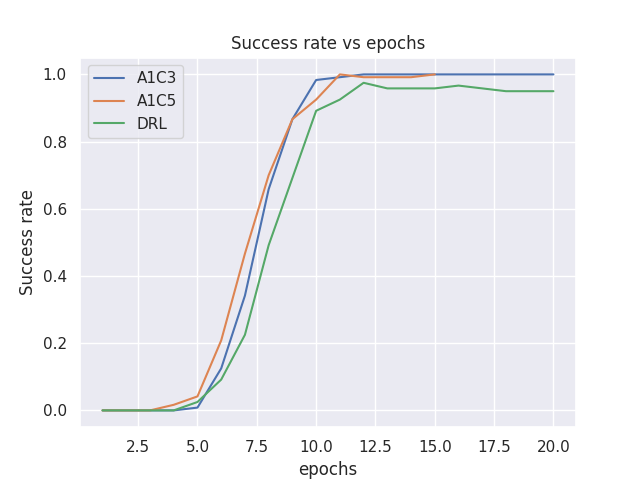 Success rate vs epochs
A1C3
A1C5
DRL
1.0
0.8
0.6
0.4
0.2
0.0
Success rate
2.5 5.0 7.5 10.0 12.5 15.0 17.5 20.0
epochs